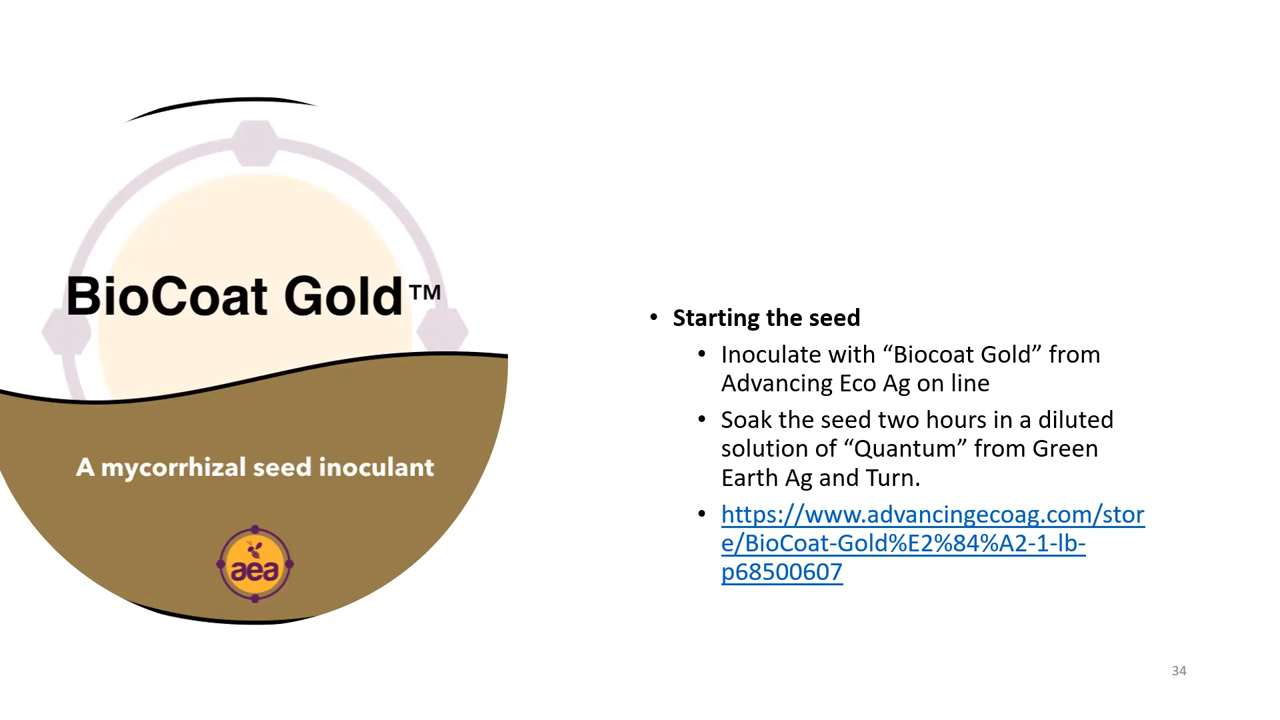 BioCoat Gold™
A mycorrhizal seed inoculant
aea
• Starting the seed
• Inoculate with “Biocoat Gold” from
Advancing Eco Ag on line
• Soak the seed two hours in a diluted
solution of “Quantum” from Green
Earth Ag and Turn.
• https://www.advancingecoag.com/stor
e/BioCoat-Gold%E2%84%A2-1-lb-
p68500607
34